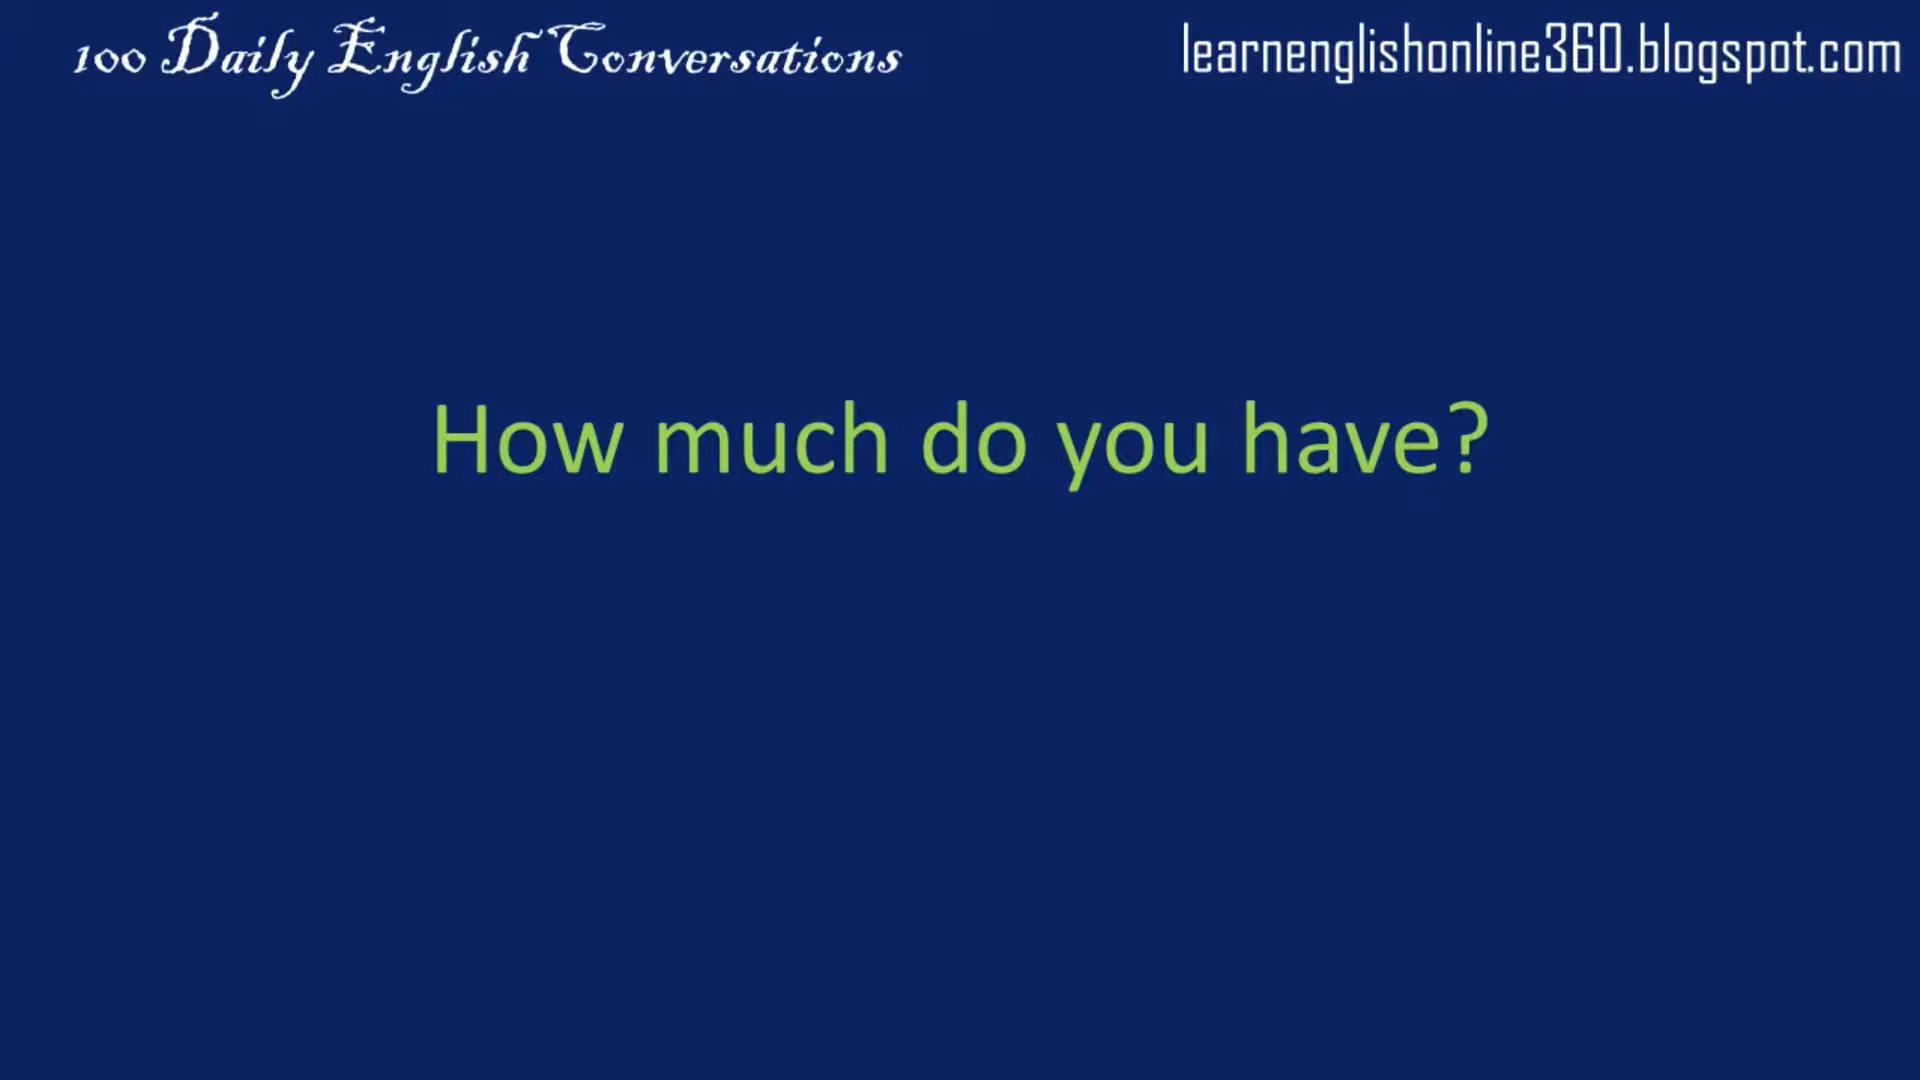 100 Daily English Conversations
learnenglishonline360.blogspot.com
How much do you have?